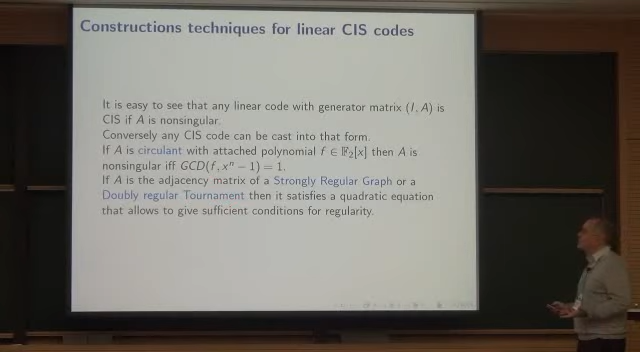 Constructions techniques for linear CIS codes
It is easy to see that any linear code with generator matrix (I, A) is
CIS if A is nonsingular.
Conversely any CIS code can be cast into that form.
If A is circulant with attached polynomial f ∈ 𝔽₂[x] then A is
nonsingular iff GCD(f, xⁿ − 1) = 1.
If A is the adjacency matrix of a Strongly Regular Graph or a
Doubly regular Tournament then it satisfies a quadratic equation
that allows to give sufficient conditions for regularity.